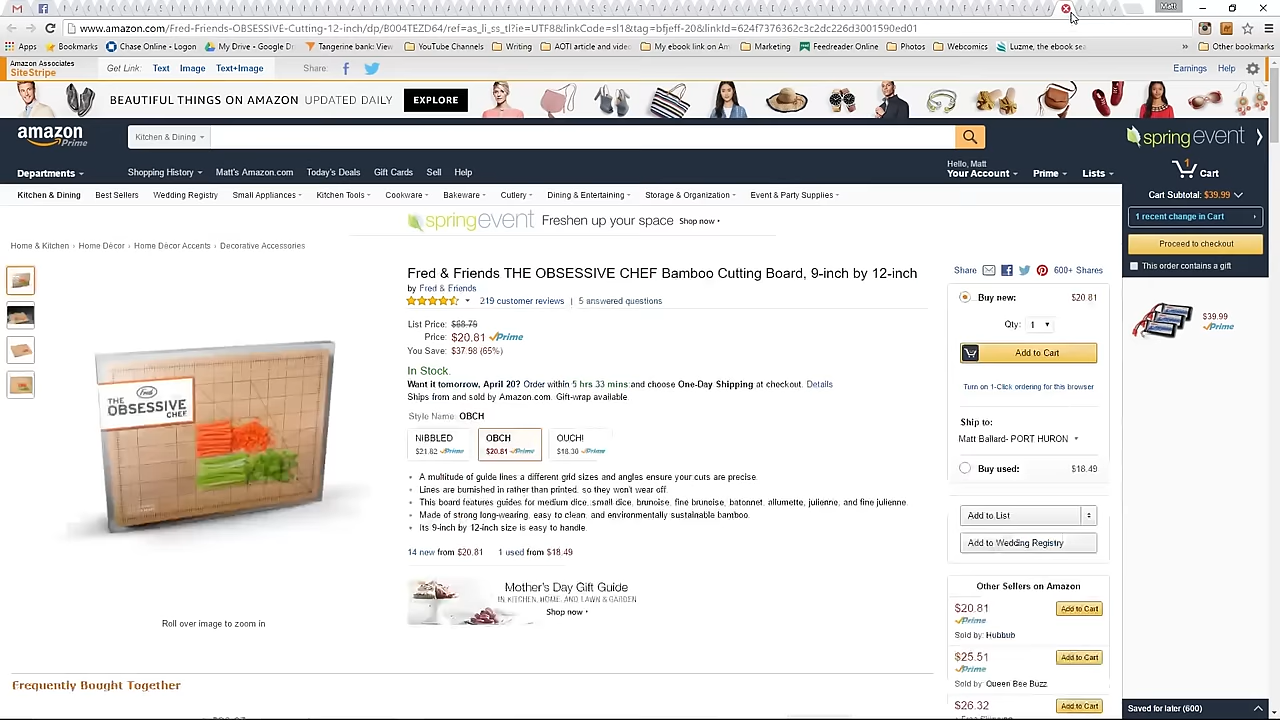 Matt
www.amazon.com/Fred-Friends-OBSESSIVE-Cutting-12-inch/dp/B004TEZD64/ref=as_li_ss_tl?ie=UTF8&linkCode=sl1&tag=bfjeff-20&linkId=624f7376362c3c2dc226d3001590ed01
Apps Bookmarks Chase Online - Logon My Drive - Google D Tangerine bank: View YouTube Channels Writing AOTI article and video My ebook link on Am Marketing Feedreader Online Photos Webcomics Luzme, the ebook sea » Other bookmarks
Amazon Associates
SiteStripe
Get Link: Text Image Text+Image Share: Earnings Help
BEAUTIFUL THINGS ON AMAZON UPDATED DAILY EXPLORE
amazon Prime
Kitchen & Dining
spring event
Departments Shopping History Matt's Amazon.com Today's Deals Gift Cards Sell Help
Hello, Matt
Your Account Prime Lists
1 Cart
Kitchen & Dining Best Sellers Wedding Registry Small Appliances Kitchen Tools Cookware Bakeware Cutlery Dining & Entertaining Storage & Organization Event & Party Supplies
Cart Subtotal: $39.99
1 recent change in Cart
Proceed to checkout
This order contains a gift
$39.99
Prime
spring event Freshen up your space Shop now
Home & Kitchen › Home Décor › Home Décor Accents › Decorative Accessories
Fred & Friends THE OBSESSIVE CHEF Bamboo Cutting Board, 9-inch by 12-inch
by Fred & Friends
219 customer reviews | 5 answered questions
List Price: $58.79
Price: $20.81 Prime
You Save: $37.98 (65%)
In Stock.
Want it tomorrow, April 20? Order within 5 hrs 33 mins and choose One-Day Shipping at checkout. Details
Ships from and sold by Amazon.com. Gift-wrap available.
Style Name: OBCH
NIBBLED OBCH OUCH!
$21.82 Prime $20.81 Prime $18.30 Prime
• A multitude of guide lines a different grid sizes and angles ensure your curs are precise.
• Lines are burnished in rather than printed, so they won't wear off.
• This board features guides for medium dice, small dice, brunoise, fine brunoise, batonnet, allumette, julienne, and fine julienne.
• Made of strong long-wearing, easy to clean, and environmentally sustainable bamboo.
• Its 9-inch by 12-inch size is easy to handle.
14 new from $20.81 1 used from $18.49
Mother's Day Gift Guide
IN KITCHEN, HOME, AND LAWN & GARDEN
Shop now
Fred
THE OBSESSIVE CHEF
Roll over image to zoom in
Frequently Bought Together
Share 600+ Shares
Buy new: $20.81
Qty: 1
Add to Cart
Turn on 1-Click ordering for this browser
Ship to:
Matt Ballard- PORT HURON
Buy used: $18.49
Add to List
Add to Wedding Registry
Other Sellers on Amazon
$20.81 Add to Cart
Prime
Sold by: Hubbub
$25.51 Add to Cart
Prime
Sold by: Queen Bee Buzz
$26.32 Add to Cart
Saved for later (600)